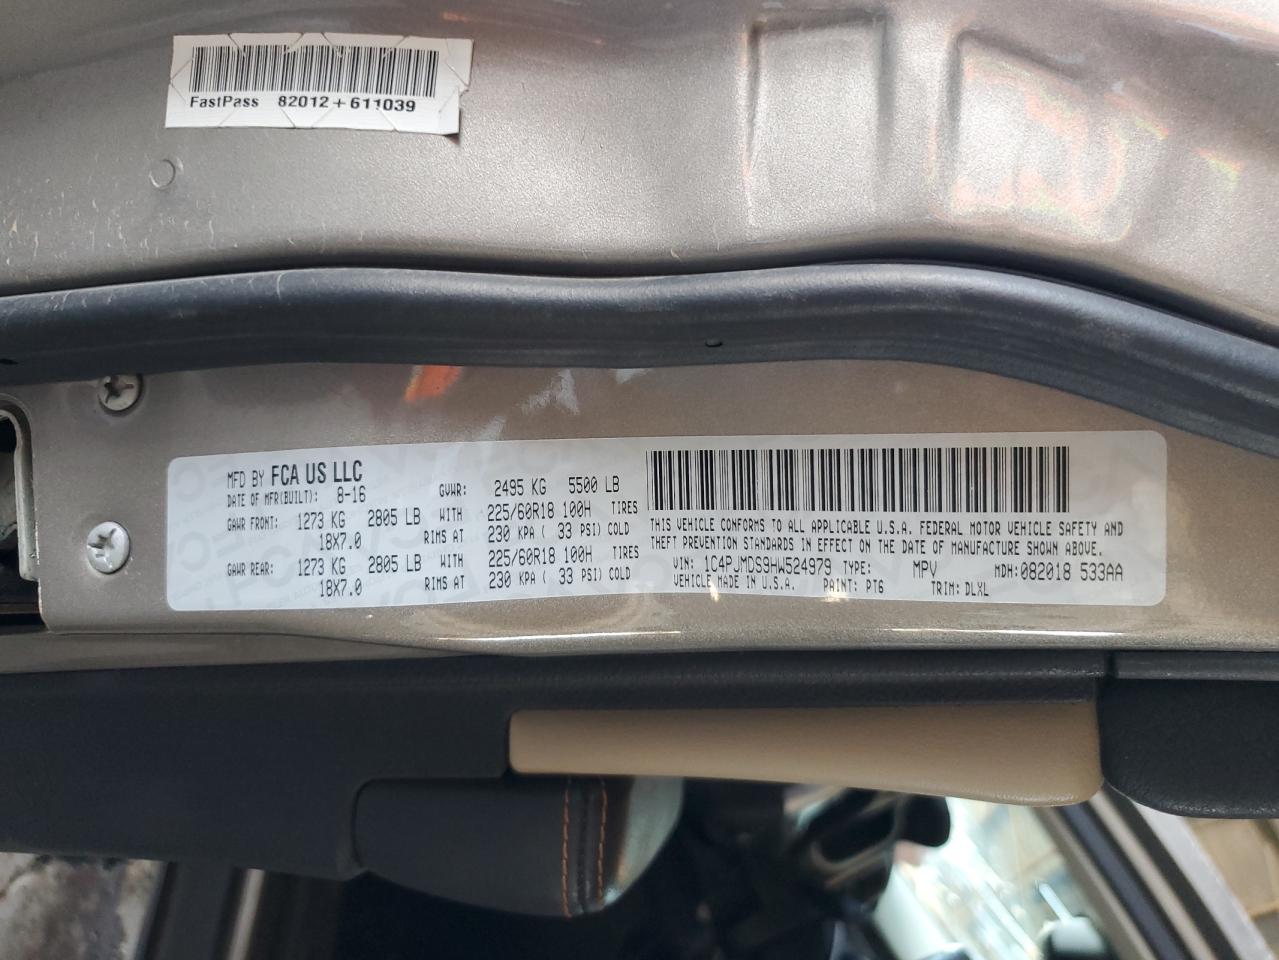 FastPass 82012+611039
MFD BY FCA US LLC
DATE OF MFR(BUILT): 8-16 GVWR: 2495 KG 5500 LB
GAWR FRONT: 1273 KG 2805 LB WITH 225/60R18 100H TIRES
18X7.0 RIMS AT 230 KPA ( 33 PSI) COLD
GAWR REAR: 1273 KG 2805 LB WITH 225/60R18 100H TIRES
18X7.0 RIMS AT 230 KPA ( 33 PSI) COLD
THIS VEHICLE CONFORMS TO ALL APPLICABLE U.S.A. FEDERAL MOTOR VEHICLE SAFETY AND
THEFT PREVENTION STANDARDS IN EFFECT ON THE DATE OF MANUFACTURE SHOWN ABOVE.
VIN: 1C4PJMDS9HW524979 TYPE: MPV MDH: 082018 533AA
VEHICLE MADE IN U.S.A. PAINT: PT6 TRIM: DLXL